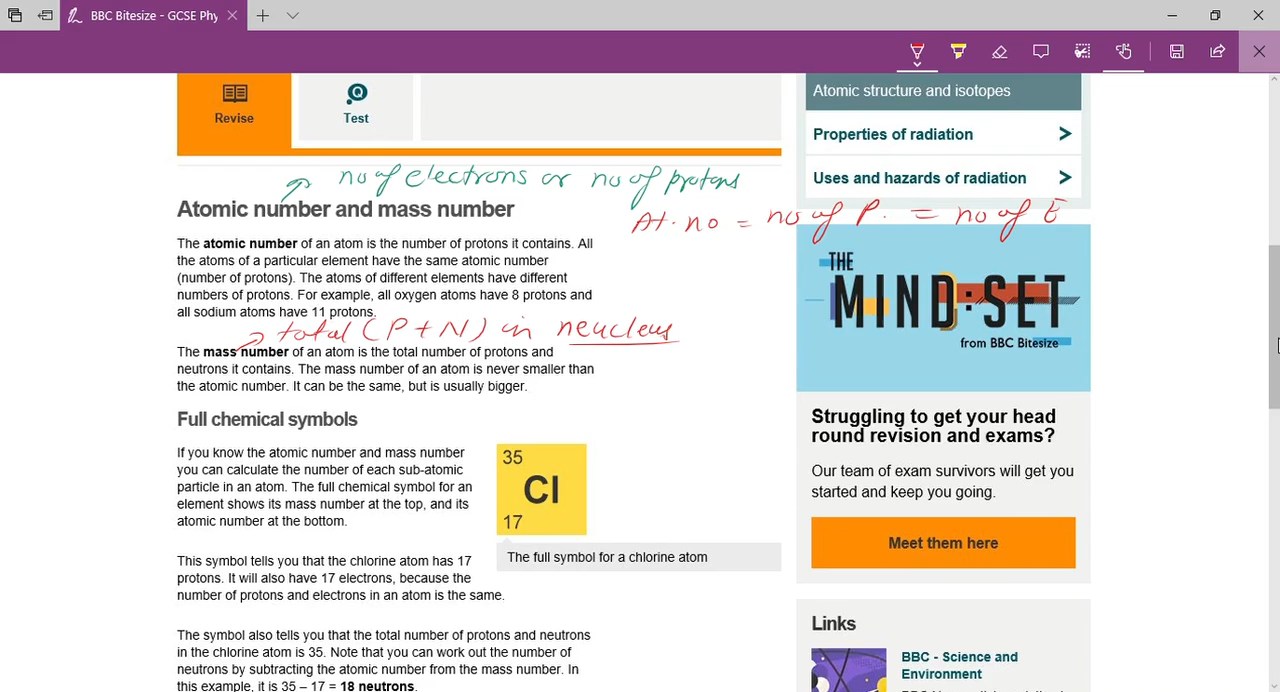 BBC Bitesize - GCSE Phy
Revise
Test
Atomic structure and isotopes
Properties of radiation
Uses and hazards of radiation
no of electrons or no of protons
Atomic number and mass number
At. no = no of P. = no of E
The atomic number of an atom is the number of protons it contains. All
the atoms of a particular element have the same atomic number
(number of protons). The atoms of different elements have different
numbers of protons. For example, all oxygen atoms have 8 protons and
all sodium atoms have 11 protons.
total (P + N) in neucleus
The mass number of an atom is the total number of protons and
neutrons it contains. The mass number of an atom is never smaller than
the atomic number. It can be the same, but is usually bigger.
Full chemical symbols
If you know the atomic number and mass number
you can calculate the number of each sub-atomic
particle in an atom. The full chemical symbol for an
element shows its mass number at the top, and its
atomic number at the bottom.
35
Cl
17
The full symbol for a chlorine atom
This symbol tells you that the chlorine atom has 17
protons. It will also have 17 electrons, because the
number of protons and electrons in an atom is the same.
The symbol also tells you that the total number of protons and neutrons
in the chlorine atom is 35. Note that you can work out the number of
neutrons by subtracting the atomic number from the mass number. In
this example, it is 35 – 17 = 18 neutrons.
THE
MIND:SET
from BBC Bitesize
Struggling to get your head
round revision and exams?
Our team of exam survivors will get you
started and keep you going.
Meet them here
Links
BBC - Science and
Environment